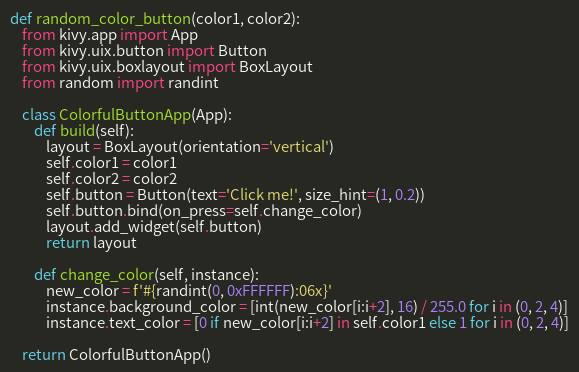 def random_color_button(color1, color2):
from kivy.app import App
from kivy.uix.button import Button
from kivy.uix.boxlayout import BoxLayout
from random import randint
class ColorfulButtonApp(App):
def build(self):
layout = BoxLayout(orientation='vertical')
self.color1 = color1
self.color2 = color2
self.button = Button(text='Click me!', size_hint=(1, 0.2))
self.button.bind(on_press=self.change_color)
layout.add_widget(self.button)
return layout
def change_color(self, instance):
new_color = f'#{randint(0, 0xFFFFFF):06x}'
instance.background_color = [int(new_color[i:i+2], 16) / 255.0 for i in (0, 2, 4)]
instance.text_color = [0 if new_color[i:i+2] in self.color1 else 1 for i in (0, 2, 4)]
return ColorfulButtonApp()